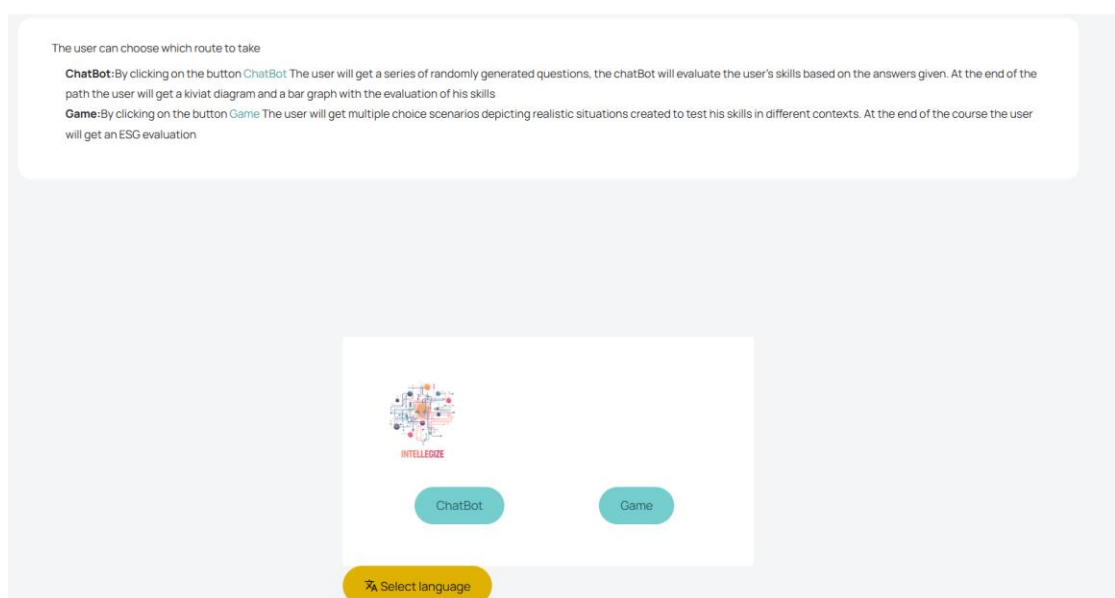 The user can choose which route to take
ChatBot:By clicking on the button ChatBot The user will get a series of randomly generated questions, the chatBot will evaluate the user's skills based on the answers given. At the end of the
path the user will get a kiviat diagram and a bar graph with the evaluation of his skills
Game:By clicking on the button Game The user will get multiple choice scenarios depicting realistic situations created to test his skills in different contexts. At the end of the course the user
will get an ESG evaluation
INTELLEGIZE
ChatBot
Game
Select language